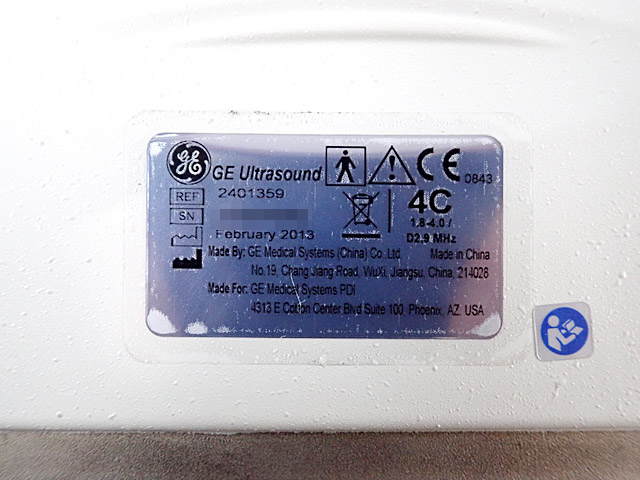 GE GE Ultrasound
CE 0843
REF 2401359
4C
SN
1.8-4.0 /
February 2013
D2.9 MHz
Made By: GE Medical Systems (China) Co. Ltd. Made in China
No.19, Chang Jiang Road, WuXi, Jiangsu, China, 214028
Made For: GE Medical Systems PDI
4313 E Cotton Center Blvd Suite 100, Phoenix, AZ. USA